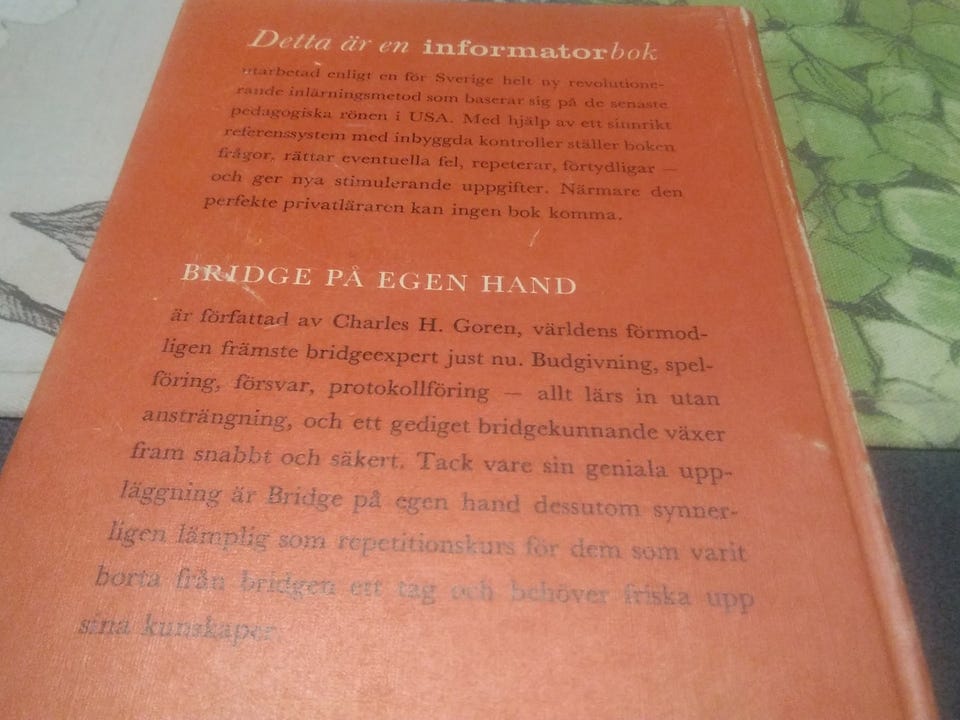 Detta är en informatorbok
utarbetad enligt en för Sverige helt ny revolutione-
rande inlärningsmetod som baserar sig på de senaste
pedagogiska rönen i USA. Med hjälp av ett sinnrikt
referenssystem med inbyggda kontroller ställer boken
frågor, rättar eventuella fel, repeterar, förtydligar —
och ger nya stimulerande uppgifter. Närmare den
perfekte privatläraren kan ingen bok komma.
BRIDGE PÅ EGEN HAND
är författad av Charles H. Goren, världens förmod-
ligen främste bridgeexpert just nu. Budgivning, spel-
föring, försvar, protokollföring — allt lärs in utan
ansträngning, och ett gediget bridgekunnande växer
fram snabbt och säkert. Tack vare sin geniala upp-
läggning är Bridge på egen hand dessutom synner-
ligen lämplig som repetitionskurs för dem som varit
borta från bridgen ett tag och behöver friska upp
sina kunskaper.